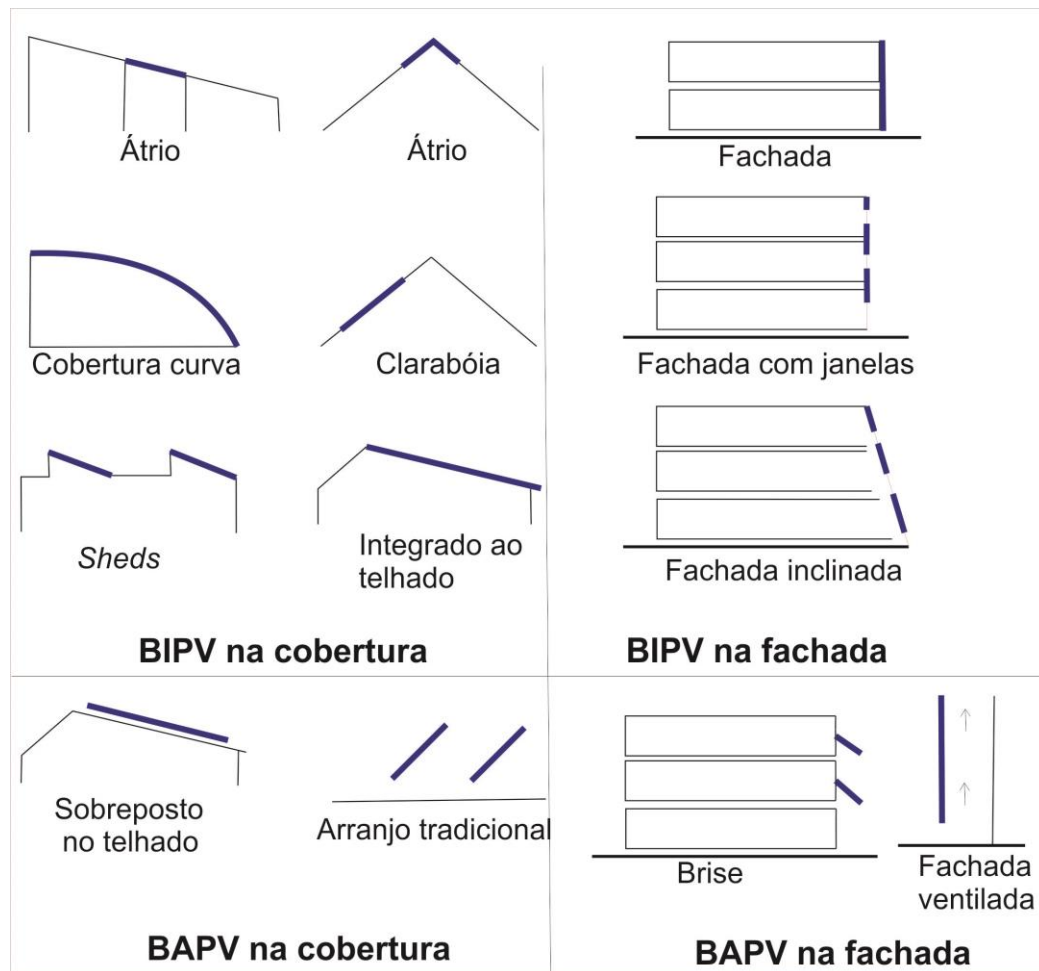 Átrio
Átrio
Cobertura curva
Clarabóia
Sheds
Integrado ao
telhado
BIPV na cobertura
Fachada
Fachada com janelas
Fachada inclinada
BIPV na fachada
Sobreposto
no telhado
Arranjo tradicional
BAPV na cobertura
Brise
Fachada
ventilada
BAPV na fachada